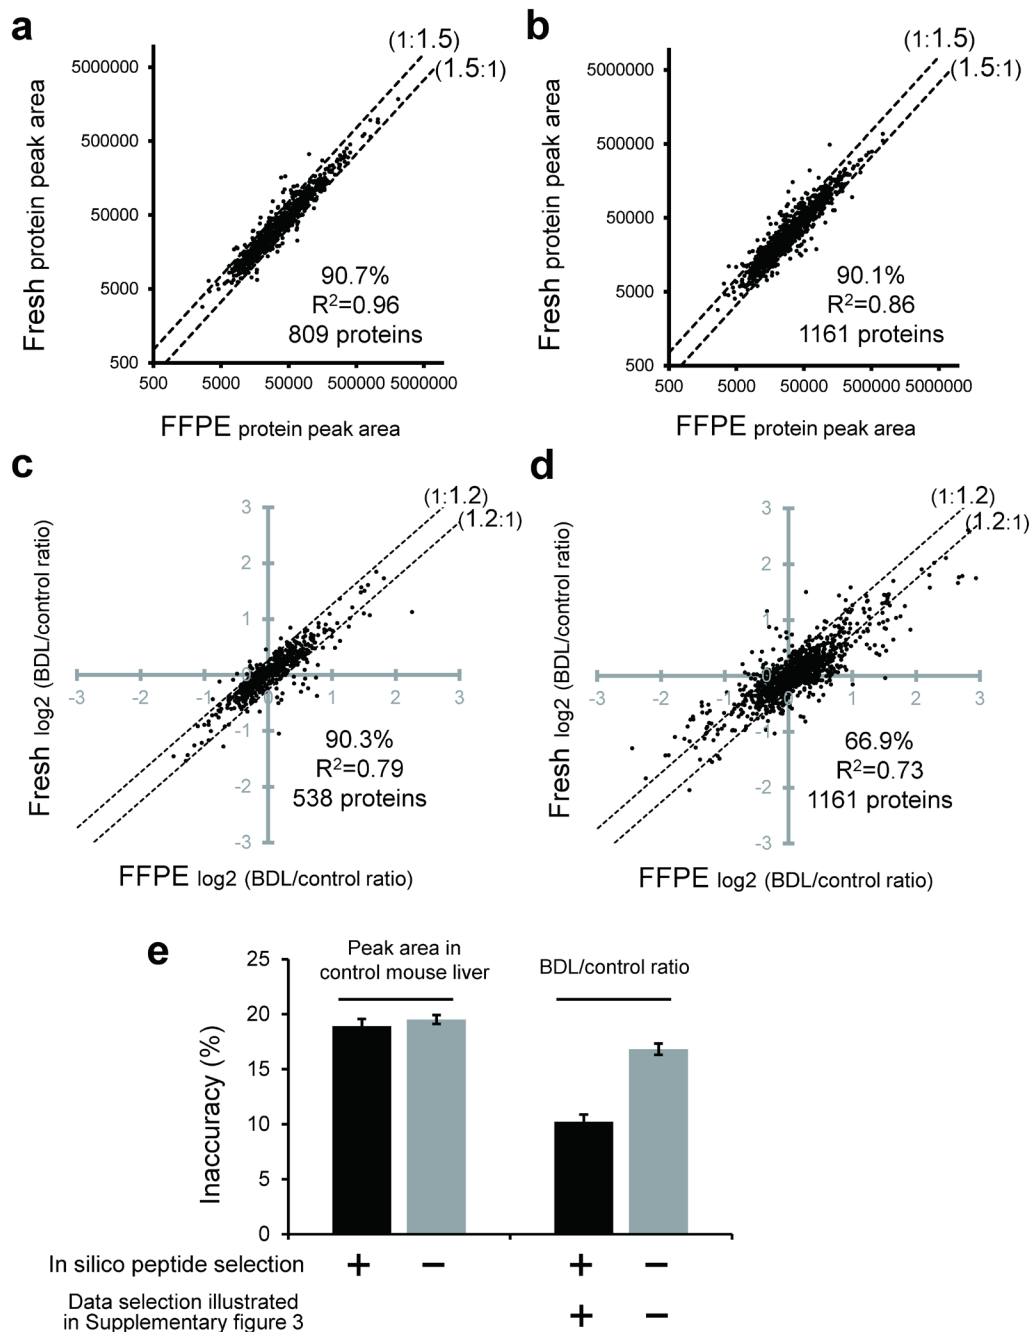 a
(1:1.5)
(1.5:1)
5000000
500000
50000
5000
500
Fresh protein peak area
90.7%
R²=0.96
809 proteins
500 5000 50000 500000 5000000
FFPE protein peak area
b
(1:1.5)
(1.5:1)
5000000
500000
50000
5000
500
Fresh protein peak area
90.1%
R²=0.86
1161 proteins
500 5000 50000 500000 5000000
FFPE protein peak area
c
(1:1.2)
(1.2:1)
3
2
1
0
-1
-2
-3
-3 -2 -1 0 1 2 3
Fresh log2 (BDL/control ratio)
90.3%
R²=0.79
538 proteins
FFPE log2 (BDL/control ratio)
d
(1:1.2)
(1.2:1)
3
2
1
0
-1
-2
-3
-3 -2 -1 0 1 2 3
Fresh log2 (BDL/control ratio)
66.9%
R²=0.73
1161 proteins
FFPE log2 (BDL/control ratio)
e
Peak area in
control mouse liver
BDL/control ratio
25
20
15
10
5
0
Inaccuracy (%)
In silico peptide selection + − + −
Data selection illustrated
in Supplementary figure 3 + −